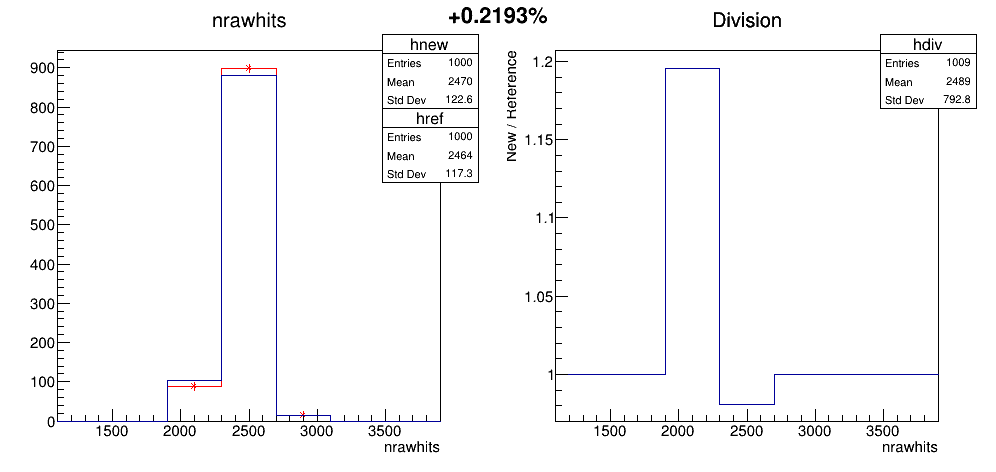 +0.2193%
nrawhits
hnew
Entries 1000
Mean 2470
Std Dev 122.6
href
Entries 1000
Mean 2464
Std Dev 117.3
900
800
700
600
500
400
300
200
100
0
1500 2000 2500 3000 3500
nrawhits
Division
hdiv
Entries 1009
Mean 2489
Std Dev 792.8
New / Reference
1.2
1.15
1.1
1.05
1
1500 2000 2500 3000 3500
nrawhits